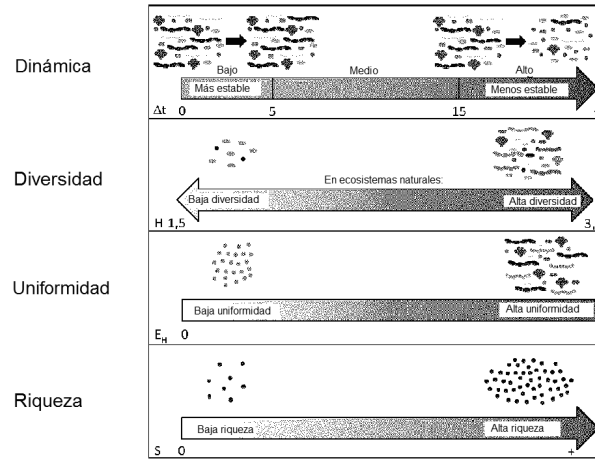 Dinámica
Bajo Medio Alto
Más estable Menos estable
Δt 0 5 15
Diversidad
En ecosistemas naturales:
Baja diversidad Alta diversidad
H 1,5 3,
Uniformidad
Baja uniformidad Alta uniformidad
E_H 0
Riqueza
Baja riqueza Alta riqueza
S 0 +